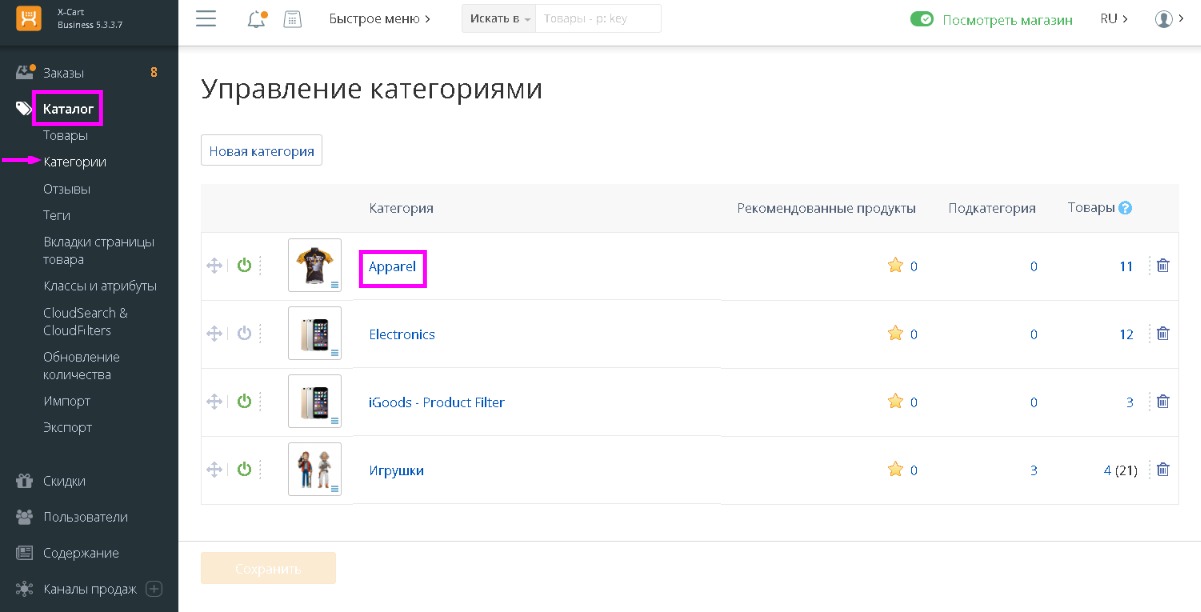 X-Cart
Business 5.3.3.7
Быстрое меню
Искать в
Товары - р: key
Посмотреть магазин
RU
Заказы
8
Каталог
Товары
Категории
Отзывы
Теги
Вкладки страницы
товара
Классы и атрибуты
CloudSearch &
CloudFilters
Обновление
количества
Импорт
Экспорт
Скидки
Пользователи
Содержание
Каналы продаж
Управление категориями
Новая категория
Категория Рекомендованные продукты Подкатегория Товары ?
Apparel 0 0 11
Electronics 0 0 12
iGoods - Product Filter 0 0 3
Игрушки 0 3 4 (21)
Сохранить